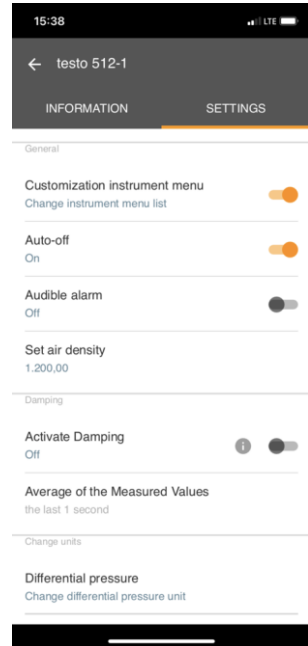 15:38
LTE
testo 512-1
INFORMATION SETTINGS
General
Customization instrument menu
Change instrument menu list
Auto-off
On
Audible alarm
Off
Set air density
1.200,00
Damping
Activate Damping
Off
Average of the Measured Values
the last 1 second
Change units
Differential pressure
Change differential pressure unit